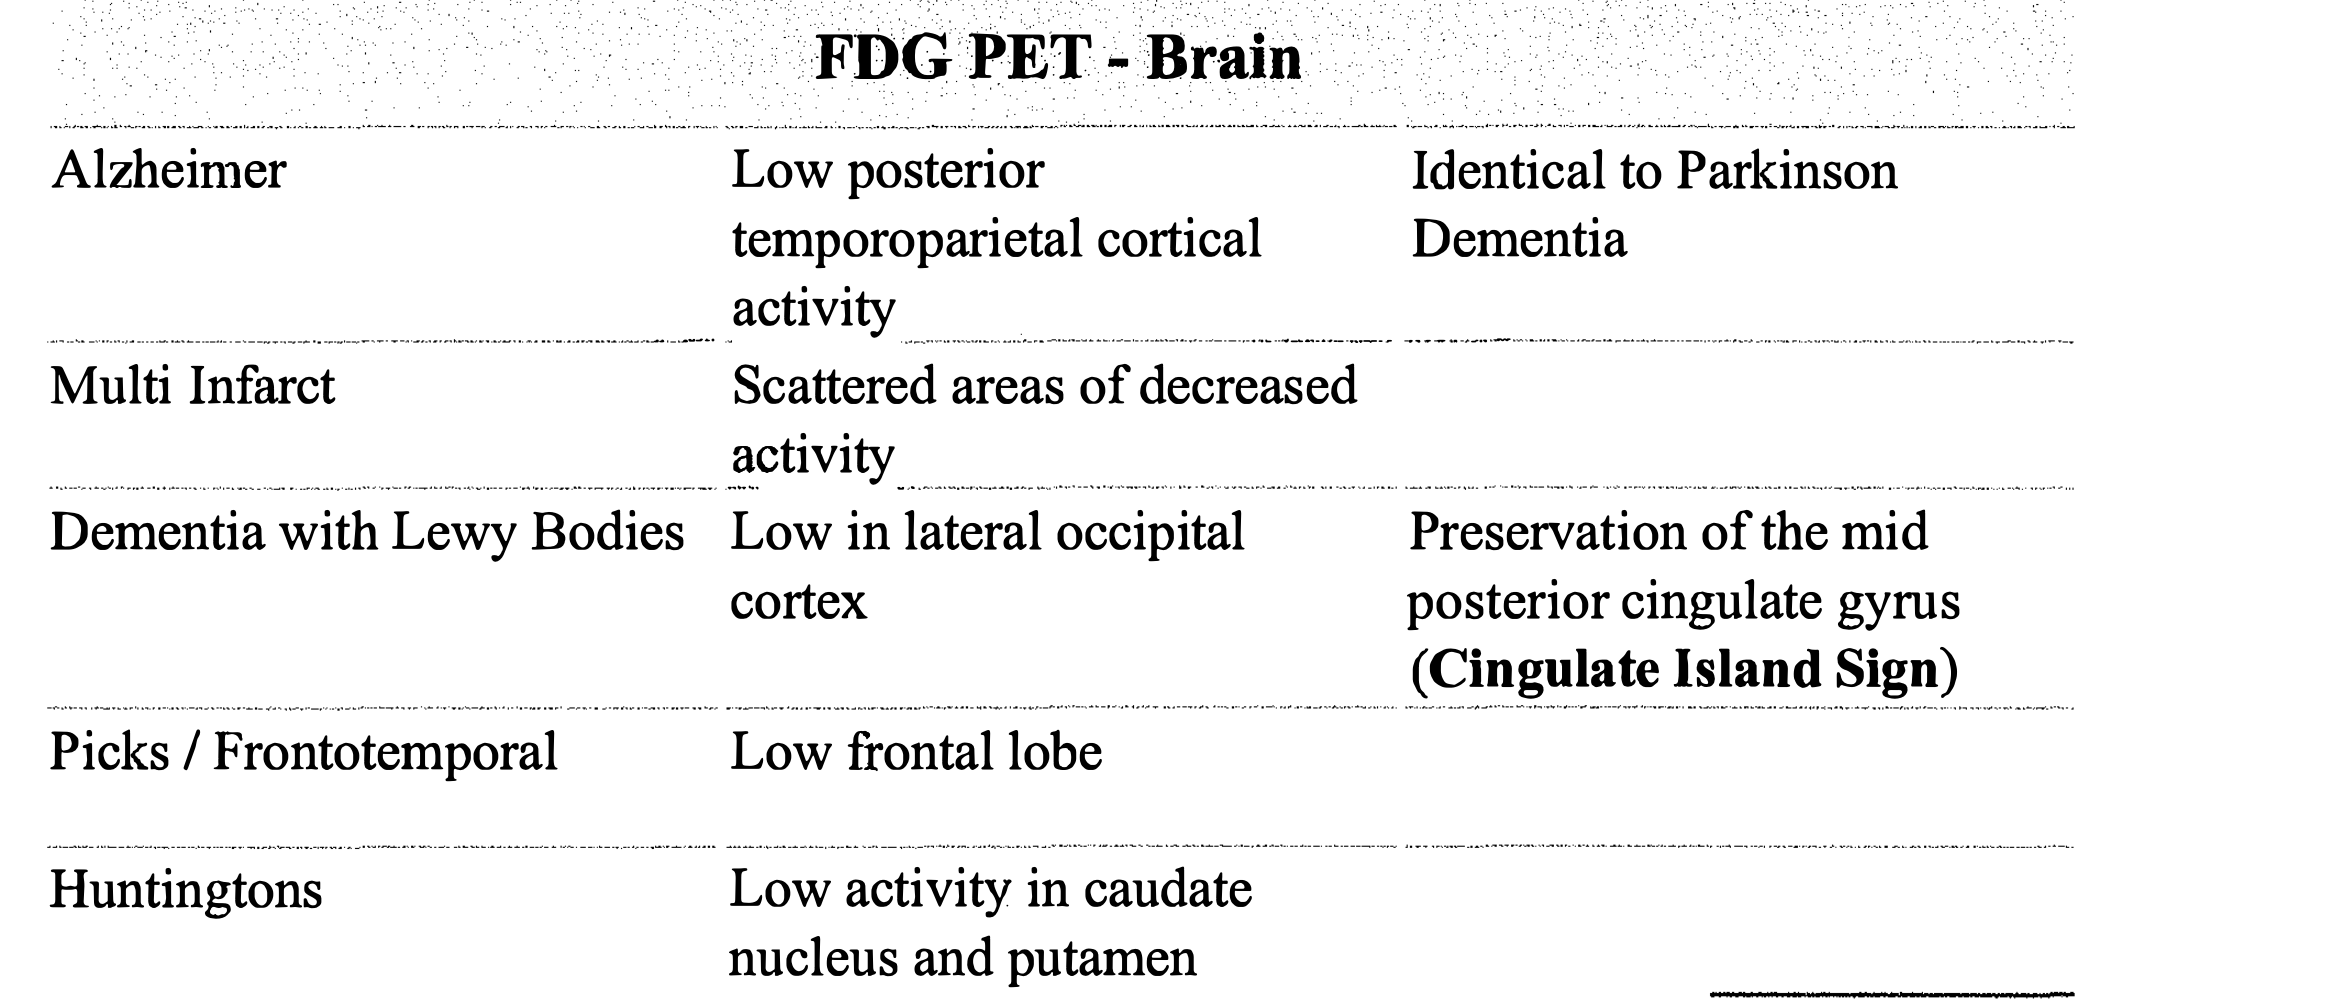 FDG PET - Brain
Alzheimer
Low posterior
temporoparietal cortical
activity
Identical to Parkinson
Dementia
Multi Infarct
Scattered areas of decreased
activity
Dementia with Lewy Bodies
Low in lateral occipital
cortex
Preservation of the mid
posterior cingulate gyrus
(Cingulate Island Sign)
Picks / Frontotemporal
Low frontal lobe
Huntingtons
Low activity in caudate
nucleus and putamen